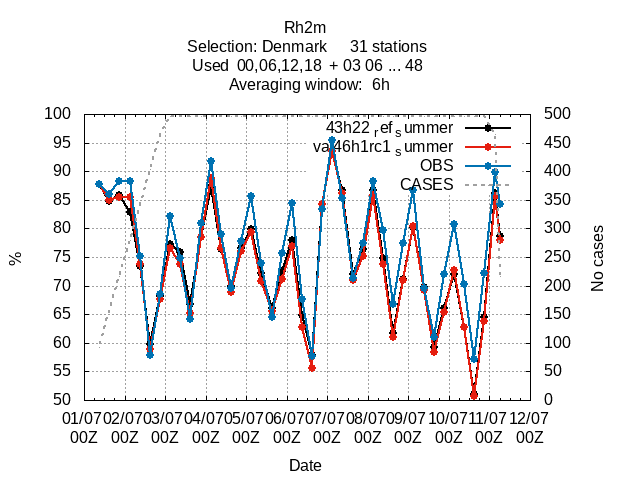 Rh2m
Selection: Denmark 31 stations
Used 00,06,12,18 + 03 06 ... 48
Averaging window: 6h
100 500
95 450
90 400
85 350
80 300
75 250
70 200
65 150
60 100
55 50
50 0
43h22 refsummer
OBS
CASES
%
No cases
01/07 02/07 03/07 04/07 05/07 06/07 07/07 08/07 09/07 10/07 11/07 12/07
00Z 00Z 00Z 00Z 00Z 00Z 00Z 00Z 00Z 00Z 00Z 00Z
Date